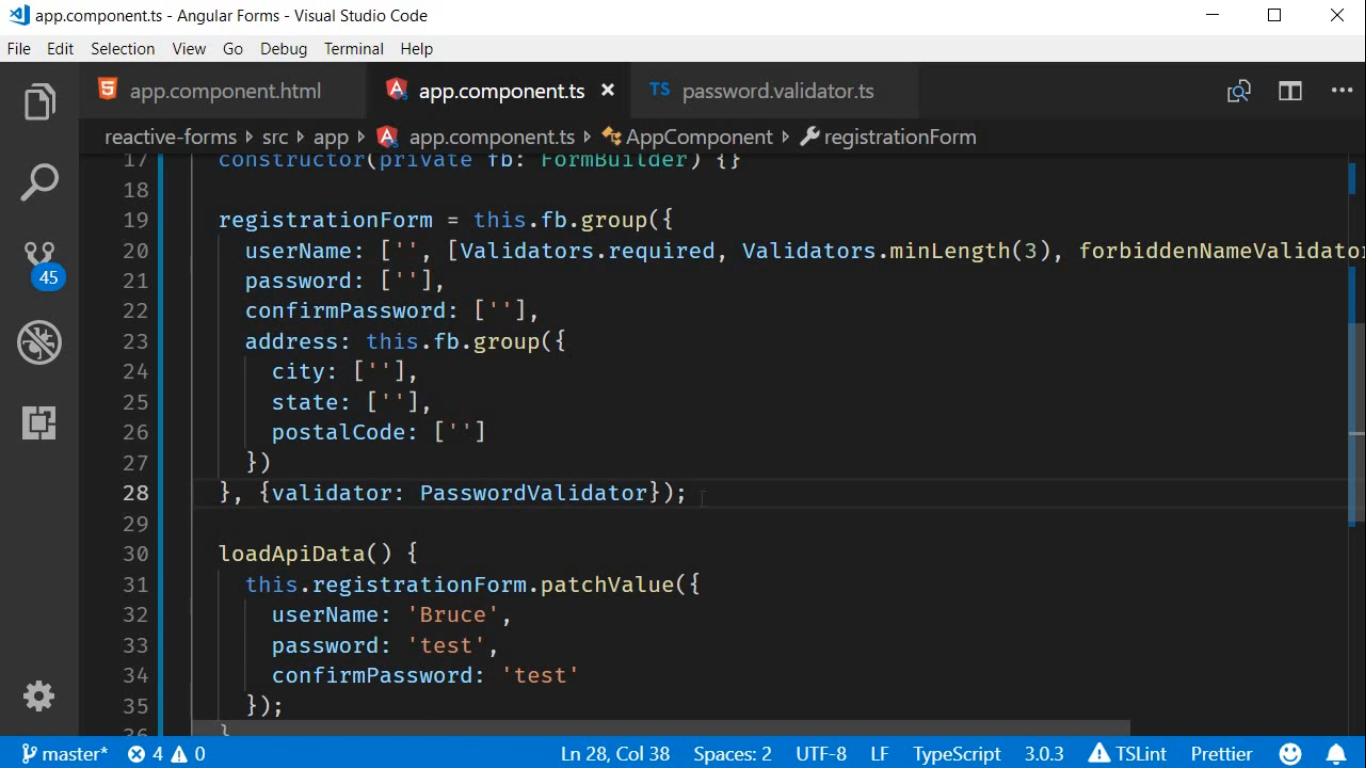 app.component.ts - Angular Forms - Visual Studio Code
File Edit Selection View Go Debug Terminal Help
app.component.html app.component.ts TS password.validator.ts
reactive-forms src app app.component.ts AppComponent registrationForm
17 constructor(private fb: FormBuilder) {}
18
19 registrationForm = this.fb.group({
20 userName: ['', [Validators.required, Validators.minLength(3), forbiddenNameValidator
21 password: [''],
22 confirmPassword: [''],
23 address: this.fb.group({
24 city: [''],
25 state: [''],
26 postalCode: ['']
27 })
28 }, {validator: PasswordValidator});
29
30 loadApiData() {
31 this.registrationForm.patchValue({
32 userName: 'Bruce',
33 password: 'test',
34 confirmPassword: 'test'
35 });
36 }
45
master* 4 0 Ln 28, Col 38 Spaces: 2 UTF-8 LF TypeScript 3.0.3 TSLint Prettier